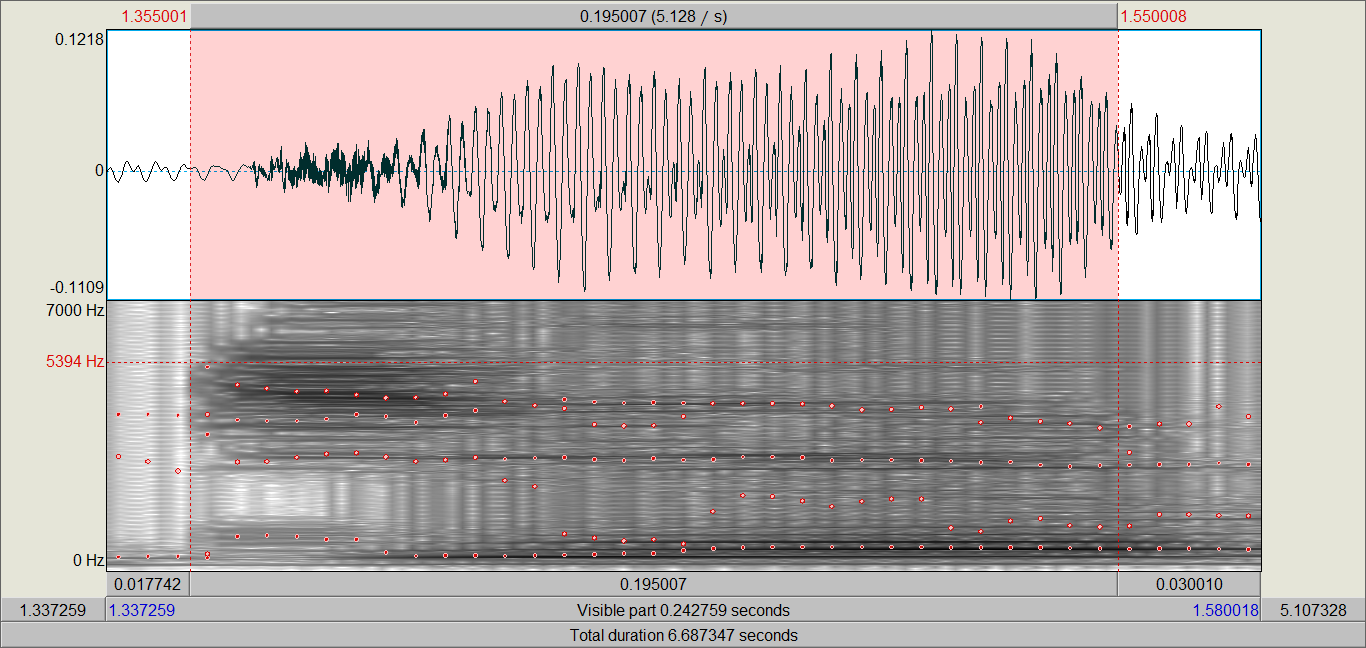 1.355001 0.195007 (5.128 / s) 1.550008
0.1218
0
-0.1109
7000 Hz
5394 Hz
0 Hz
0.017742 0.195007 0.030010
1.337259 1.337259 Visible part 0.242759 seconds 1.580018 5.107328
Total duration 6.687347 seconds